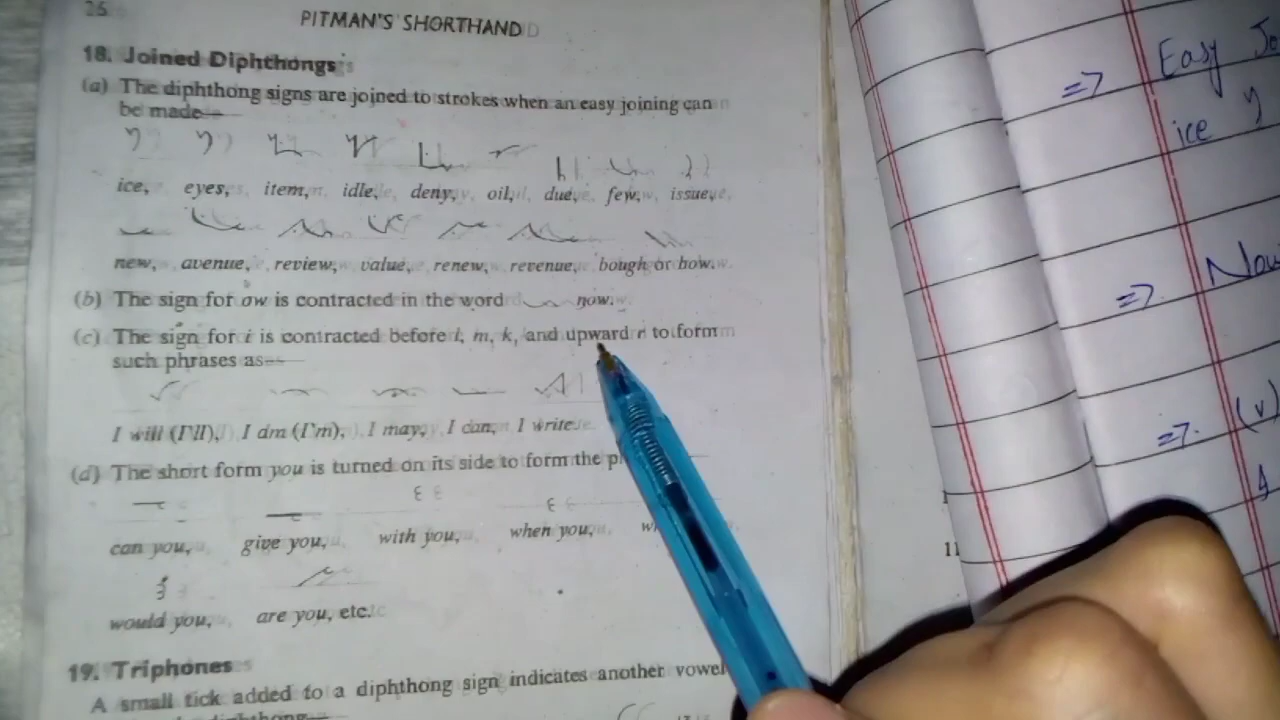 26
PITMAN'S SHORTHAND
18. Joined Diphthongs
(a) The diphthong signs are joined to strokes when an easy joining can
be made—
ice, eyes, item, idle, deny, oil, due, few, issue,
new, avenue, review, value, renew, revenue, bough or bow.
(b) The sign for ow is contracted in the word now.
(c) The sign for i is contracted before l, m, k, and upward r to form
such phrases as—
I will (I'll), I am (I'm), I may, I can, I write.
(d) The short form you is turned on its side to form the
can you, give you, with you, when you,
would you, are you, etc.
19. Triphones
A small tick added to a diphthong sign indicates another vowel
diphthong—
=> Easy
ice
=> Now
=> (v)
11